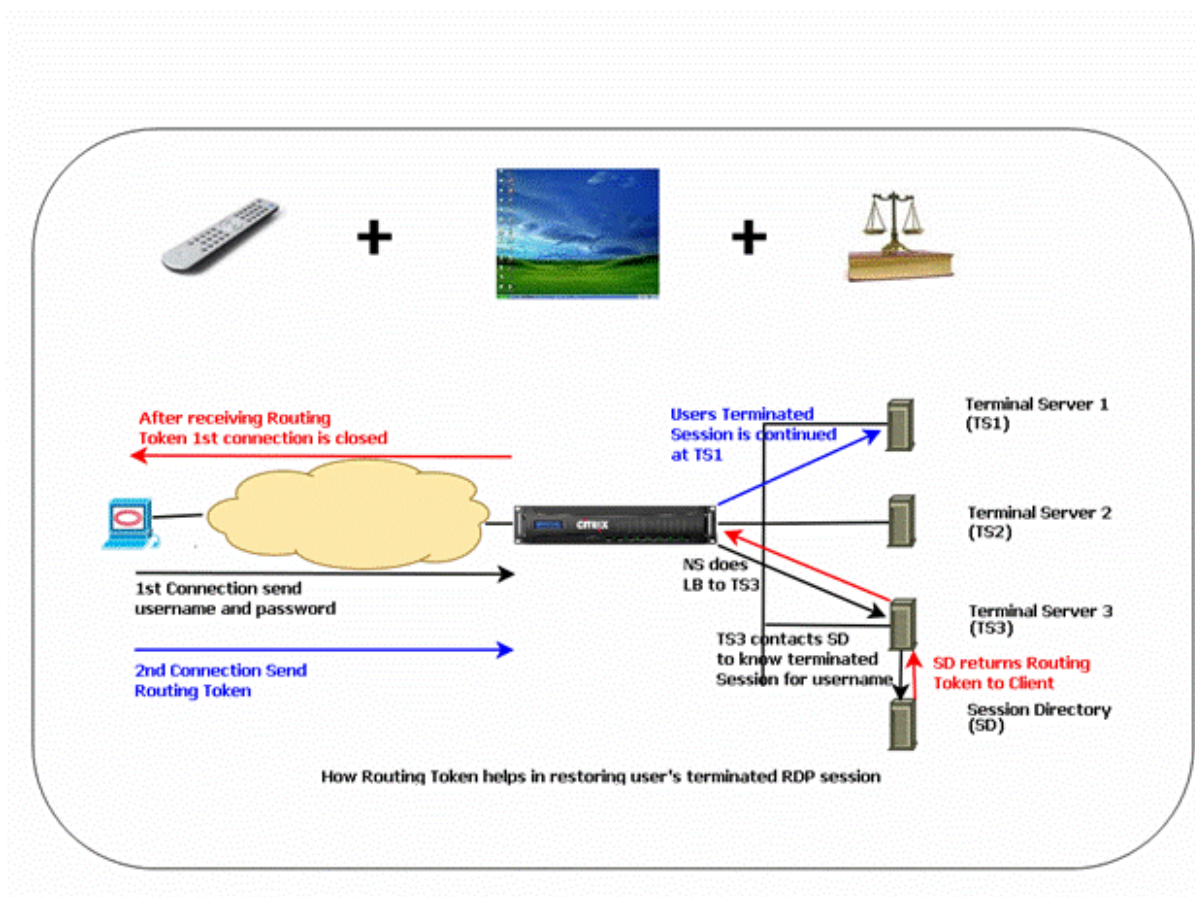 After receiving Routing
Token 1st connection is closed
Users Terminated
Session is continued
at TS1
Terminal Server 1
(TS1)
CITRIX
Terminal Server 2
(TS2)
1st Connection send
username and password
NS does
LB to TS3
Terminal Server 3
(TS3)
2nd Connection Send
Routing Token
TS3 contacts SD
to know terminated
Session for username
SD returns Routing
Token to Client
Session Directory
(SD)
How Routing Token helps in restoring user's terminated RDP session